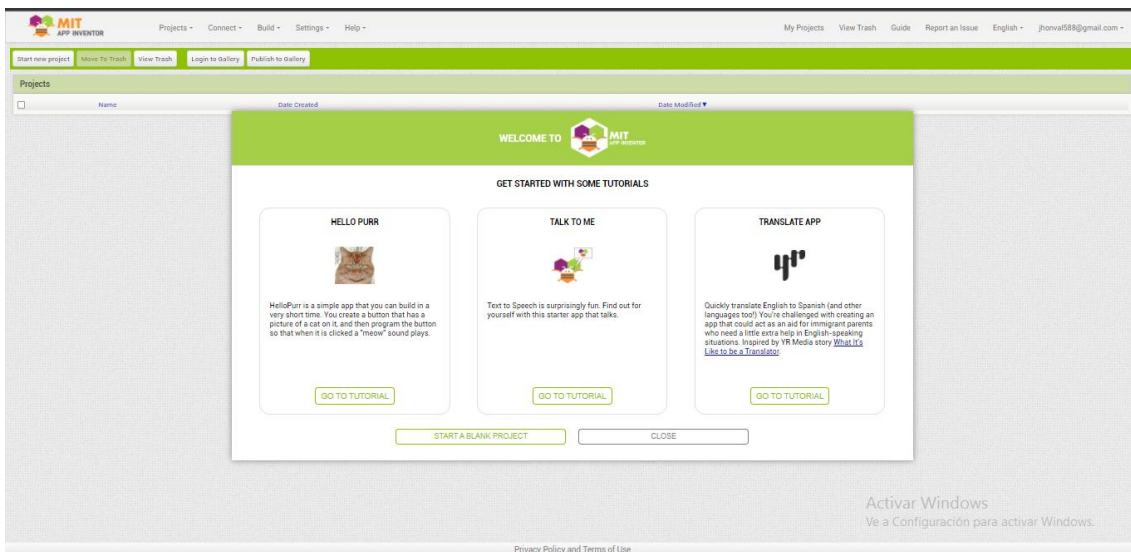 MIT
APP INVENTOR
Projects Connect Build Settings Help
My Projects View Trash Guide Report an Issue English jhonval588@gmail.com
Start new project Move To Trash View Trash Login to Gallery Publish to Gallery
Projects
Name Date Created Date Modified
WELCOME TO MIT
APP INVENTOR
GET STARTED WITH SOME TUTORIALS
HELLO PURR
HelloPurr is a simple app that you can build in a
very short time. You create a button that has a
picture of a cat on it, and then program the button
so that when it is clicked a "meow" sound plays.
GO TO TUTORIAL
TALK TO ME
Text to Speech is surprisingly fun. Find out for
yourself with this starter app that talks.
GO TO TUTORIAL
TRANSLATE APP
yr
Quickly translate English to Spanish (and other
languages too!) You're challenged with creating an
app that could act as an aid for immigrant parents
who need a little extra help in English-speaking
situations. Inspired by YR Media story What It's
Like to be a Translator.
GO TO TUTORIAL
START A BLANK PROJECT CLOSE
Activar Windows
Ve a Configuración para activar Windows.
Privacy Policy and Terms of Use